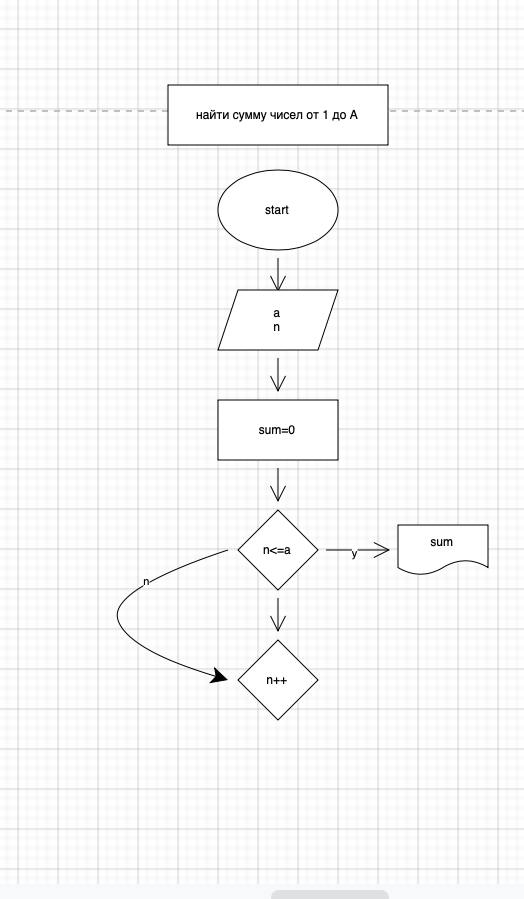 найти сумму чисел от 1 до А
start
a
n
sum=0
n<=a
y
sum
n
n++